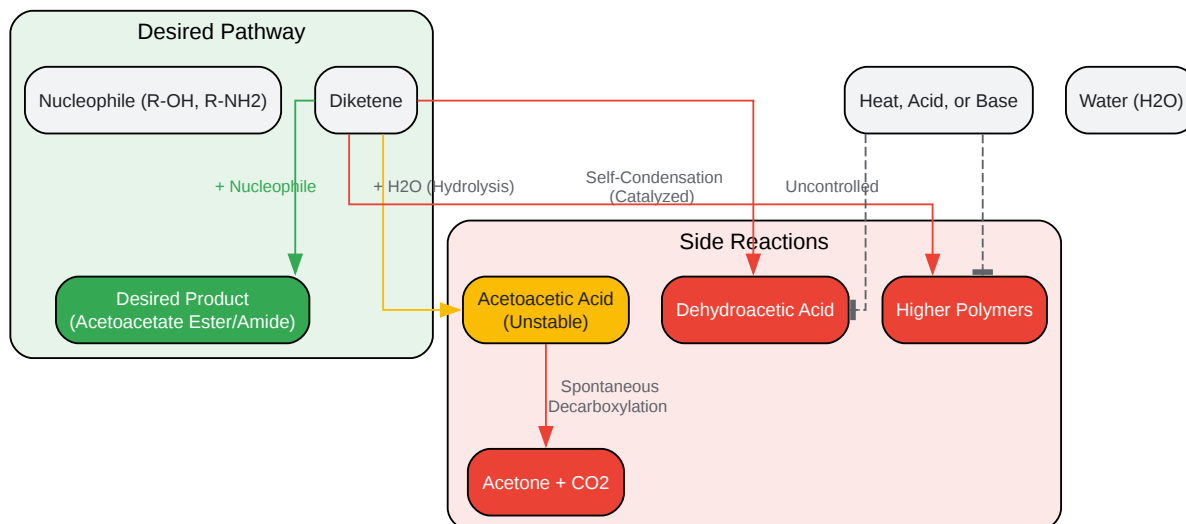 Desired Pathway
Nucleophile (R-OH, R-NH2)
Diketene
Heat, Acid, or Base
Water (H2O)
+ Nucleophile
+ H2O (Hydrolysis)
Self-Condensation
(Catalyzed)
Uncontrolled
Side Reactions
Desired Product
(Acetoacetate Ester/Amide)
Acetoacetic Acid
(Unstable)
Dehydroacetic Acid
Higher Polymers
Spontaneous
Decarboxylation
Acetone + CO2